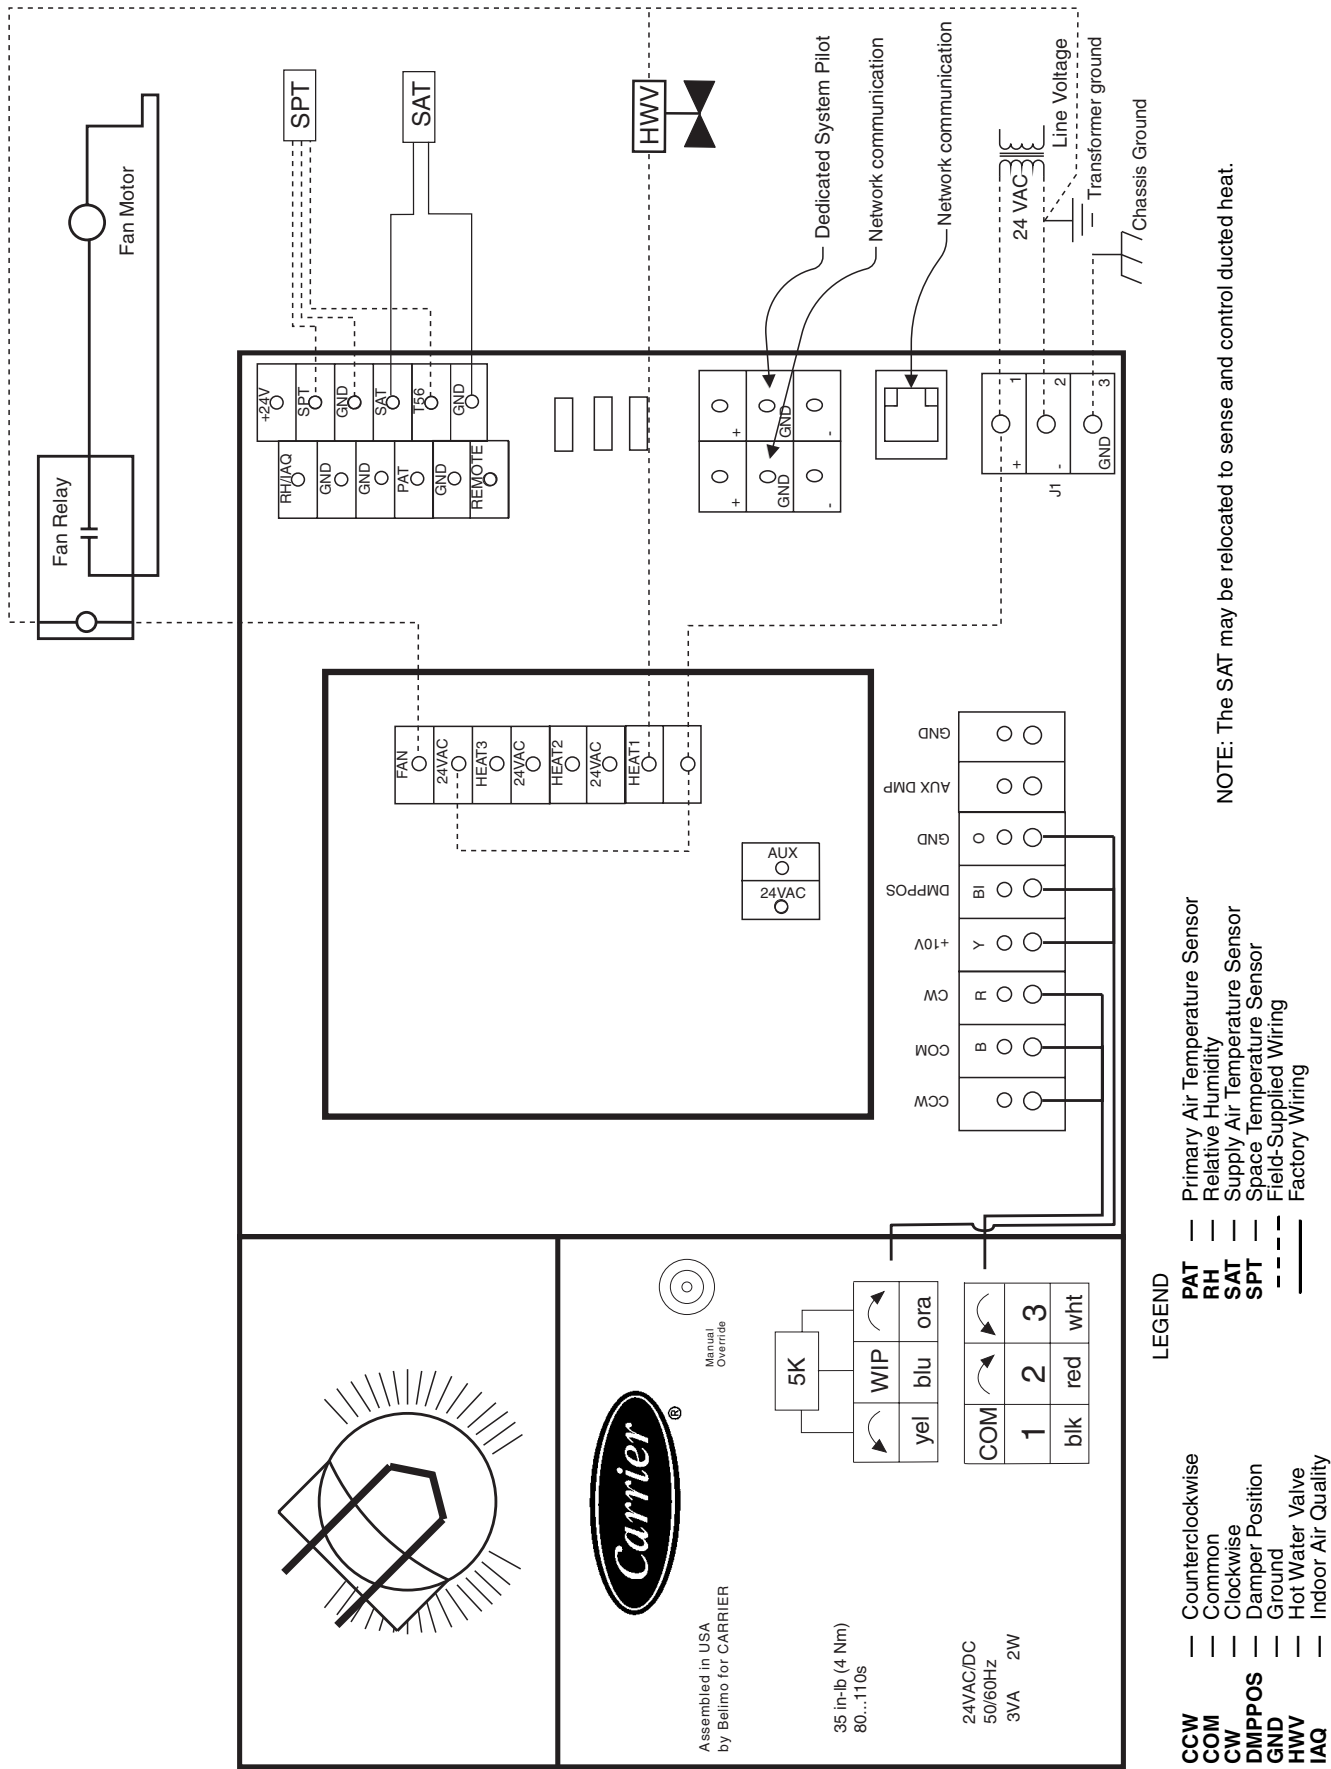 Fan Motor
Fan Relay
SPT
SAT
HWV
Dedicated System Pilot
Network communication
Network communication
Line Voltage
24 VAC
Transformer ground
Chassis Ground
+24V
SPT
GND
SAT
T56
GND
RH/IAQ
GND
GND
PAT
GND
REMOTE
+
GND
-
+
GND
-
+ 1
- 2
GND 3
J1
FAN
24VAC
HEAT3
24VAC
HEAT2
24VAC
HEAT1
AUX
24VAC
GND
AUX DMP
GND O
DMPPOS Bl
+10V Y
CW R
COM B
CCW
Manual
Override
5K
WIP
yel blu ora
COM
1 2 3
blk red wht
Carrier ®
Assembled in USA
by Belimo for CARRIER
35 in-lb (4 Nm)
80...110s
24VAC/DC
50/60Hz
3VA 2W
LEGEND
CCW — Counterclockwise
COM — Common
CW — Clockwise
DMPPOS — Damper Position
GND — Ground
HWV — Hot Water Valve
IAQ — Indoor Air Quality
PAT — Primary Air Temperature Sensor
RH — Relative Humidity
SAT — Supply Air Temperature Sensor
SPT — Space Temperature Sensor
Field-Supplied Wiring
Factory Wiring
NOTE: The SAT may be relocated to sense and control ducted heat.